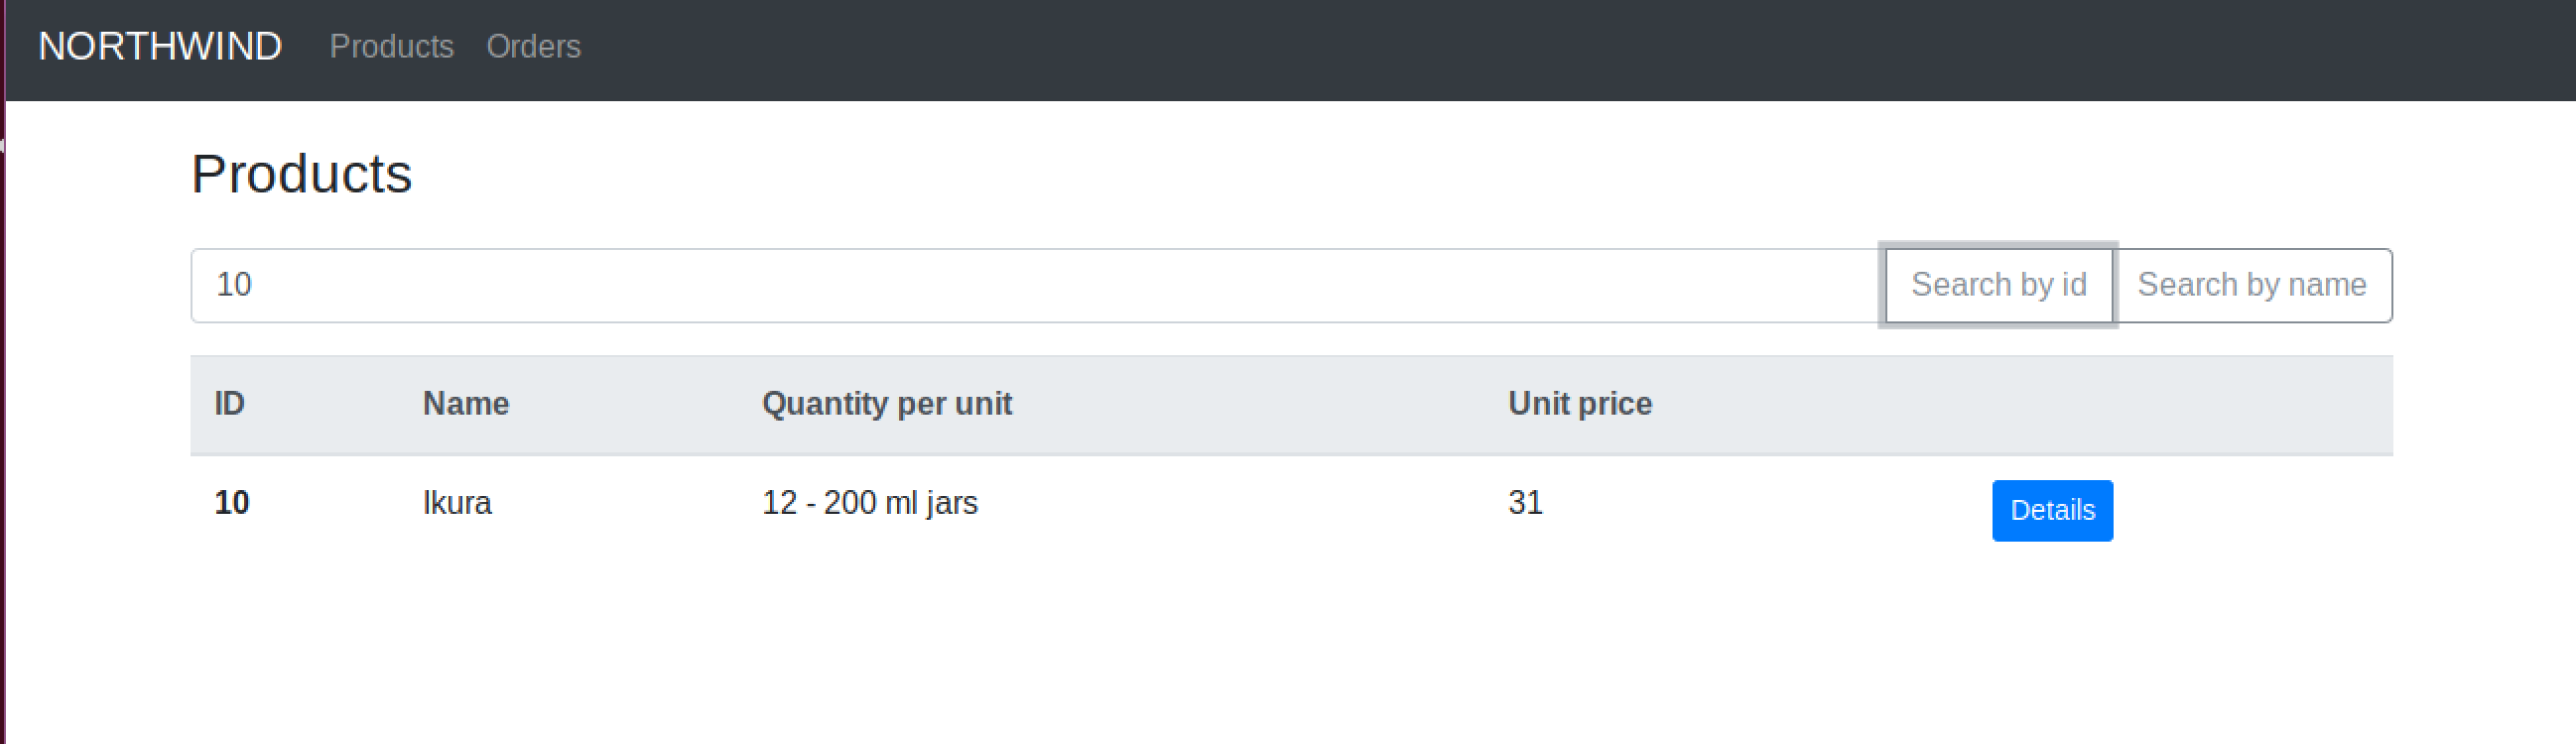 NORTHWIND Products Orders
Products
10 Search by id Search by name
ID Name Quantity per unit Unit price
10 Ikura 12 - 200 ml jars 31 Details